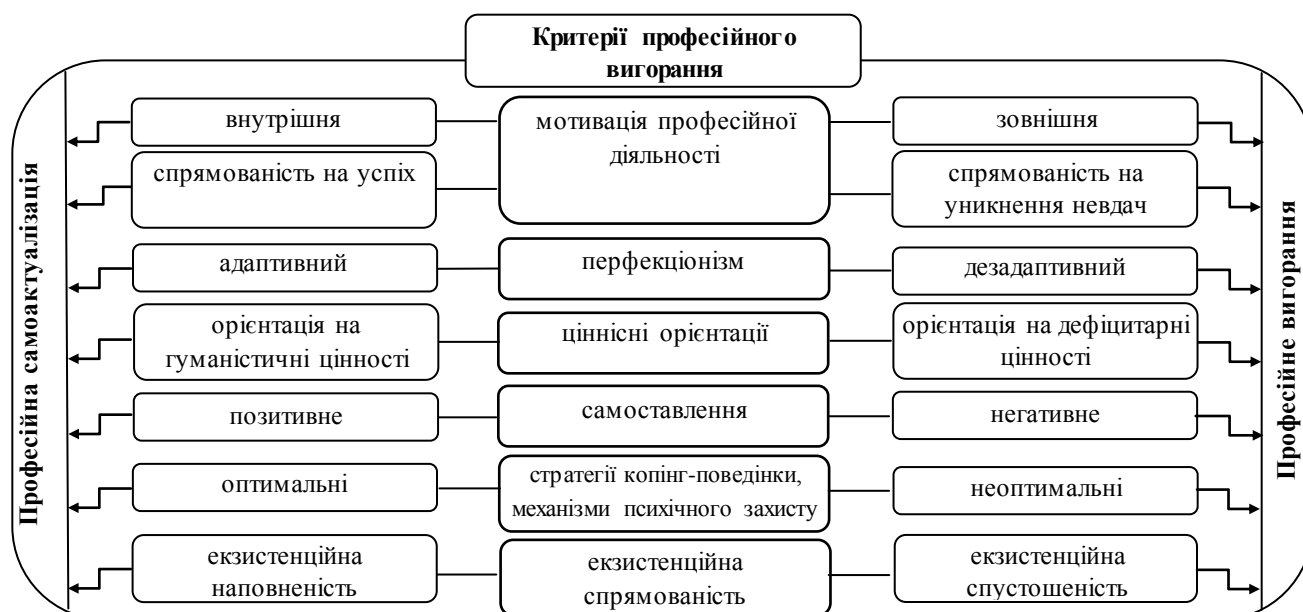 Критерії професійного
вигорання
Професійна самоактуалізація
внутрішня
мотивація професійної
діяльності
зовнішня
спрямованість на успіх
спрямованість на
уникнення невдач
адаптивний
перфекціонізм
дезадаптивний
орієнтація на
гуманістичні цінності
ціннісні орієнтації
орієнтація на дефіцитарні
цінності
позитивне
самоставлення
негативне
оптимальні
стратегії копінг-поведінки,
механізми психічного захисту
неоптимальні
екзистенційна
наповненість
екзистенційна
спрямованість
екзистенційна
спустошеність
Професійне вигорання